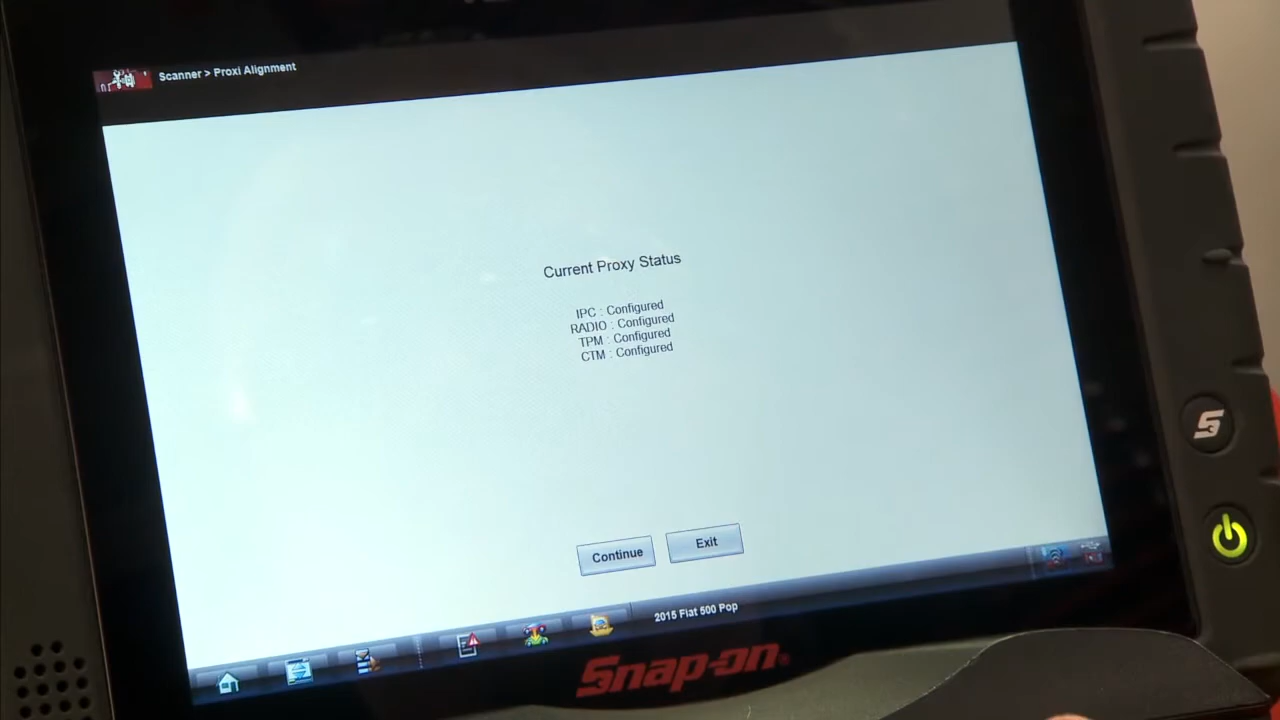 Scanner > Proxi Alignment
Current Proxy Status
IPC : Configured
RADIO : Configured
TPM : Configured
CTM : Configured
Continue
Exit
2015 Fiat 500 Pop
Snap-on
S